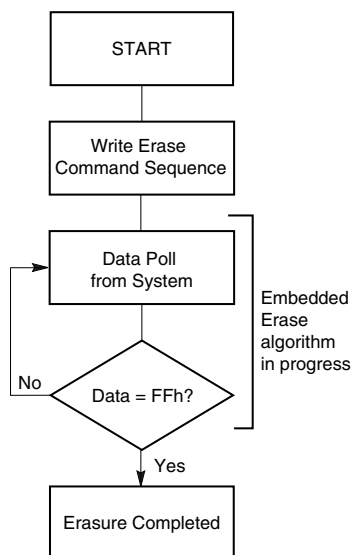 START
Write Erase
Command Sequence
Data Poll
from System
Embedded
Erase
algorithm
in progress
No
Data = FFh?
Yes
Erasure Completed